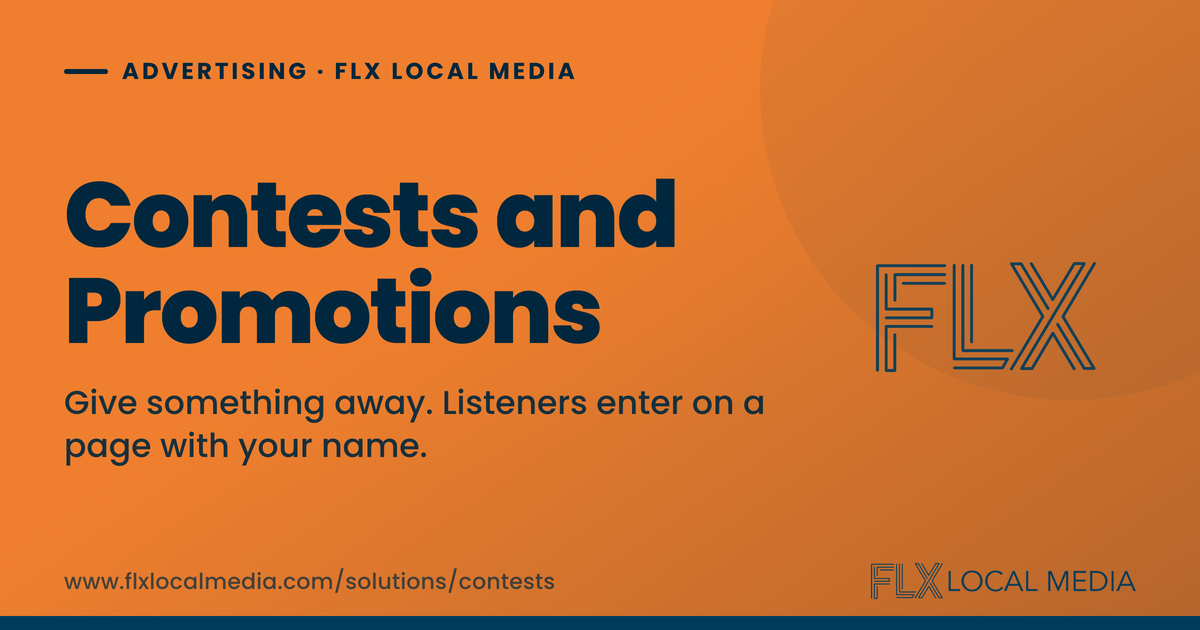 ADVERTISING · FLX LOCAL MEDIA
Contests and
Promotions
Give something away. Listeners enter on a
page with your name.
FLX
www.flxlocalmedia.com/solutions/contests
FLX LOCAL MEDIA